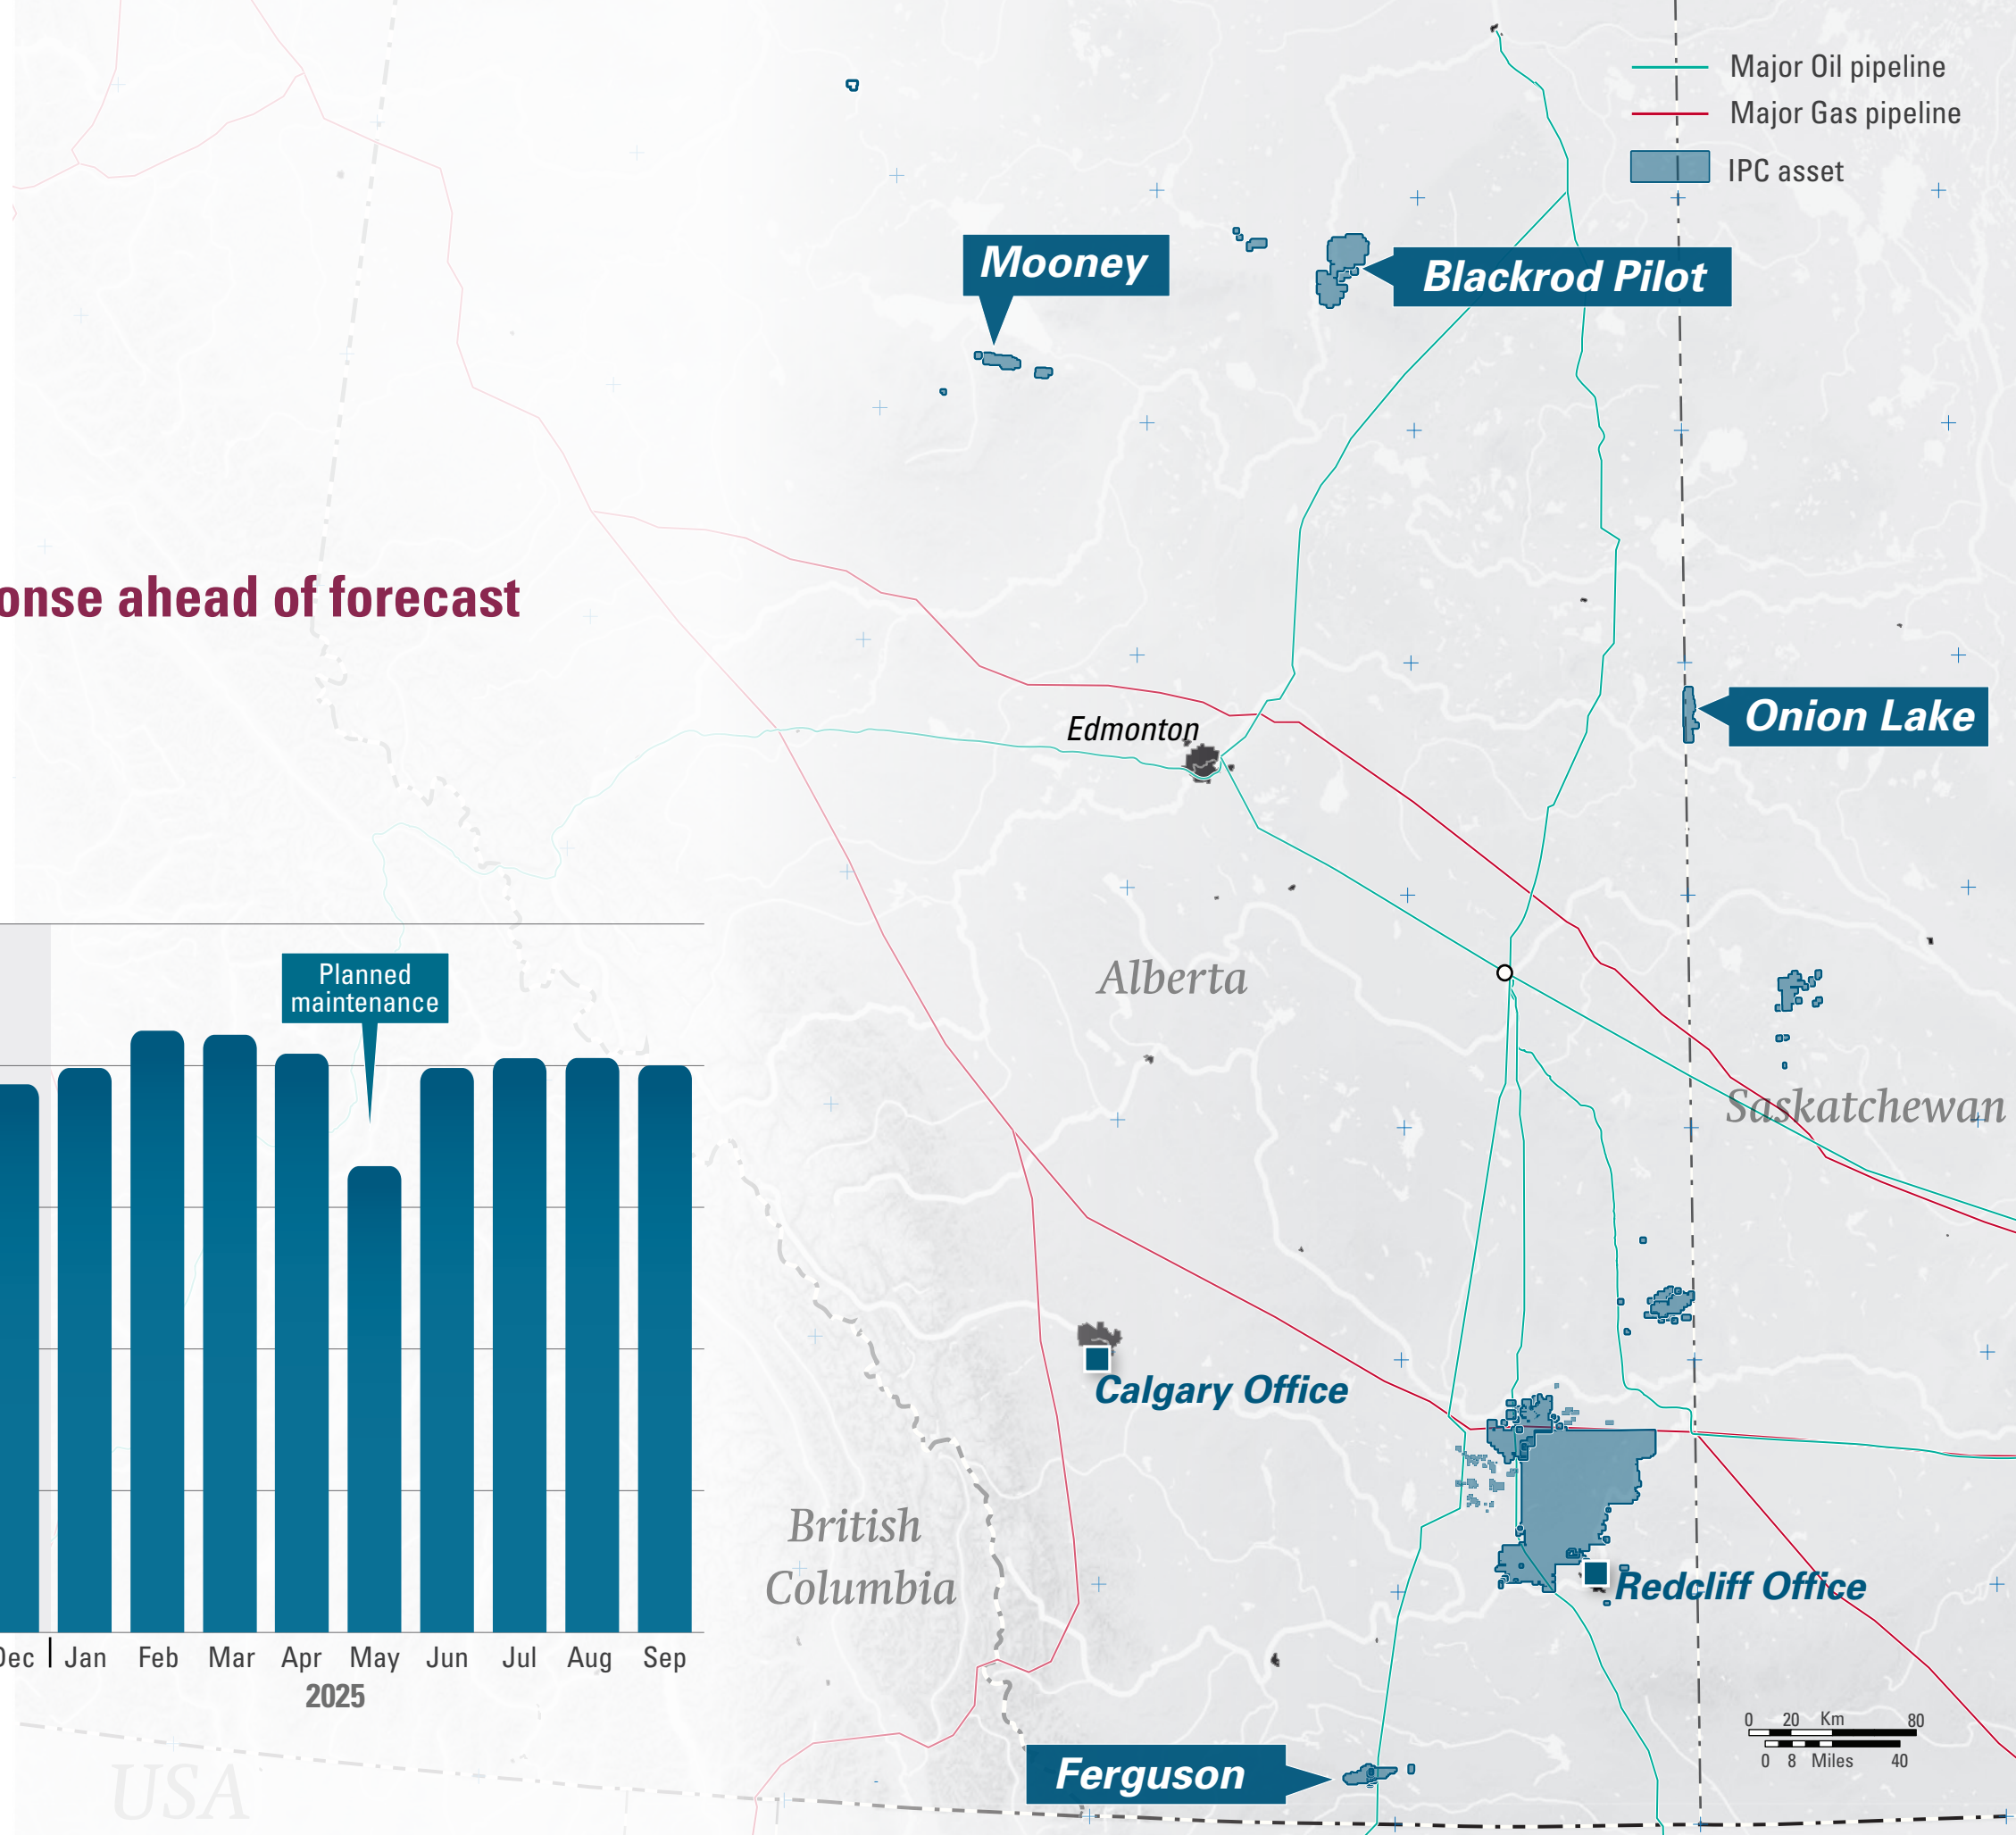 Major Oil pipeline
Major Gas pipeline
IPC asset
Mooney
Blackrod Pilot
onse ahead of forecast
Onion Lake
Edmonton
Alberta
Planned
maintenance
Saskatchewan
Calgary Office
British
Columbia
Redcliff Office
Dec Jan Feb Mar Apr May Jun Jul Aug Sep
2025
0 20 Km 80
0 8 Miles 40
Ferguson
USA